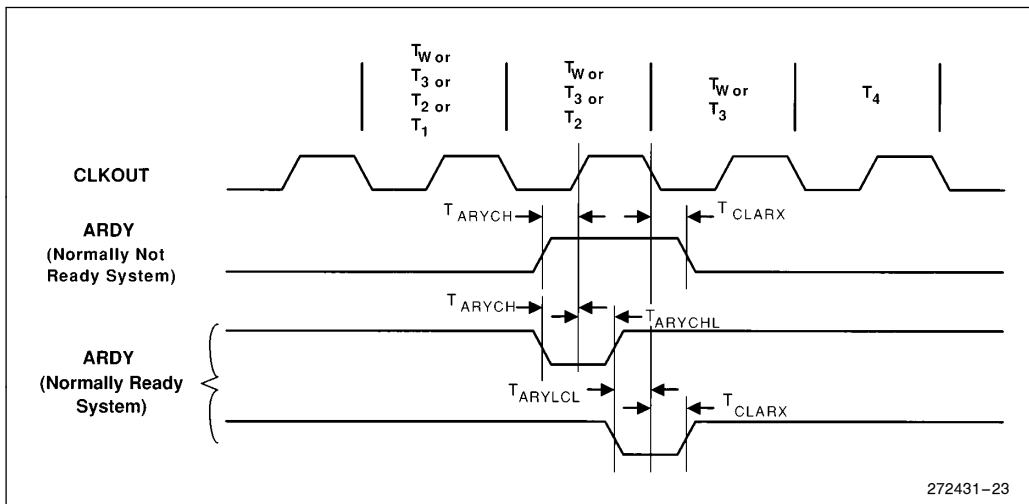 TW or
T3 or
T2 or
T1
TW or
T3 or
T2
TW or
T3
T4
CLKOUT
TARYCH
TCLARX
ARDY
(Normally Not
Ready System)
TARYCH
TARYCHL
ARDY
(Normally Ready
System)
TARYLCL
TCLARX
272431–23